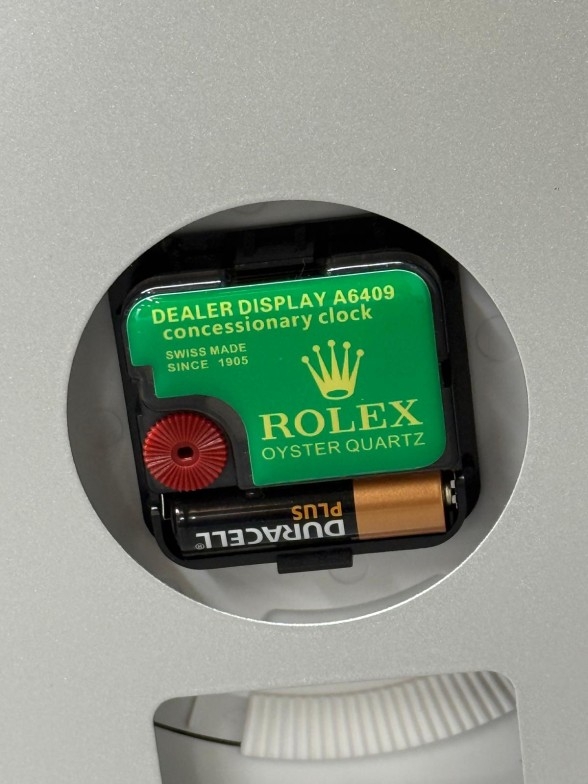 DEALER DISPLAY A6409
concessionary clock
SWISS MADE
SINCE 1905
ROLEX
OYSTER QUARTZ
DURACELL®
PLUS